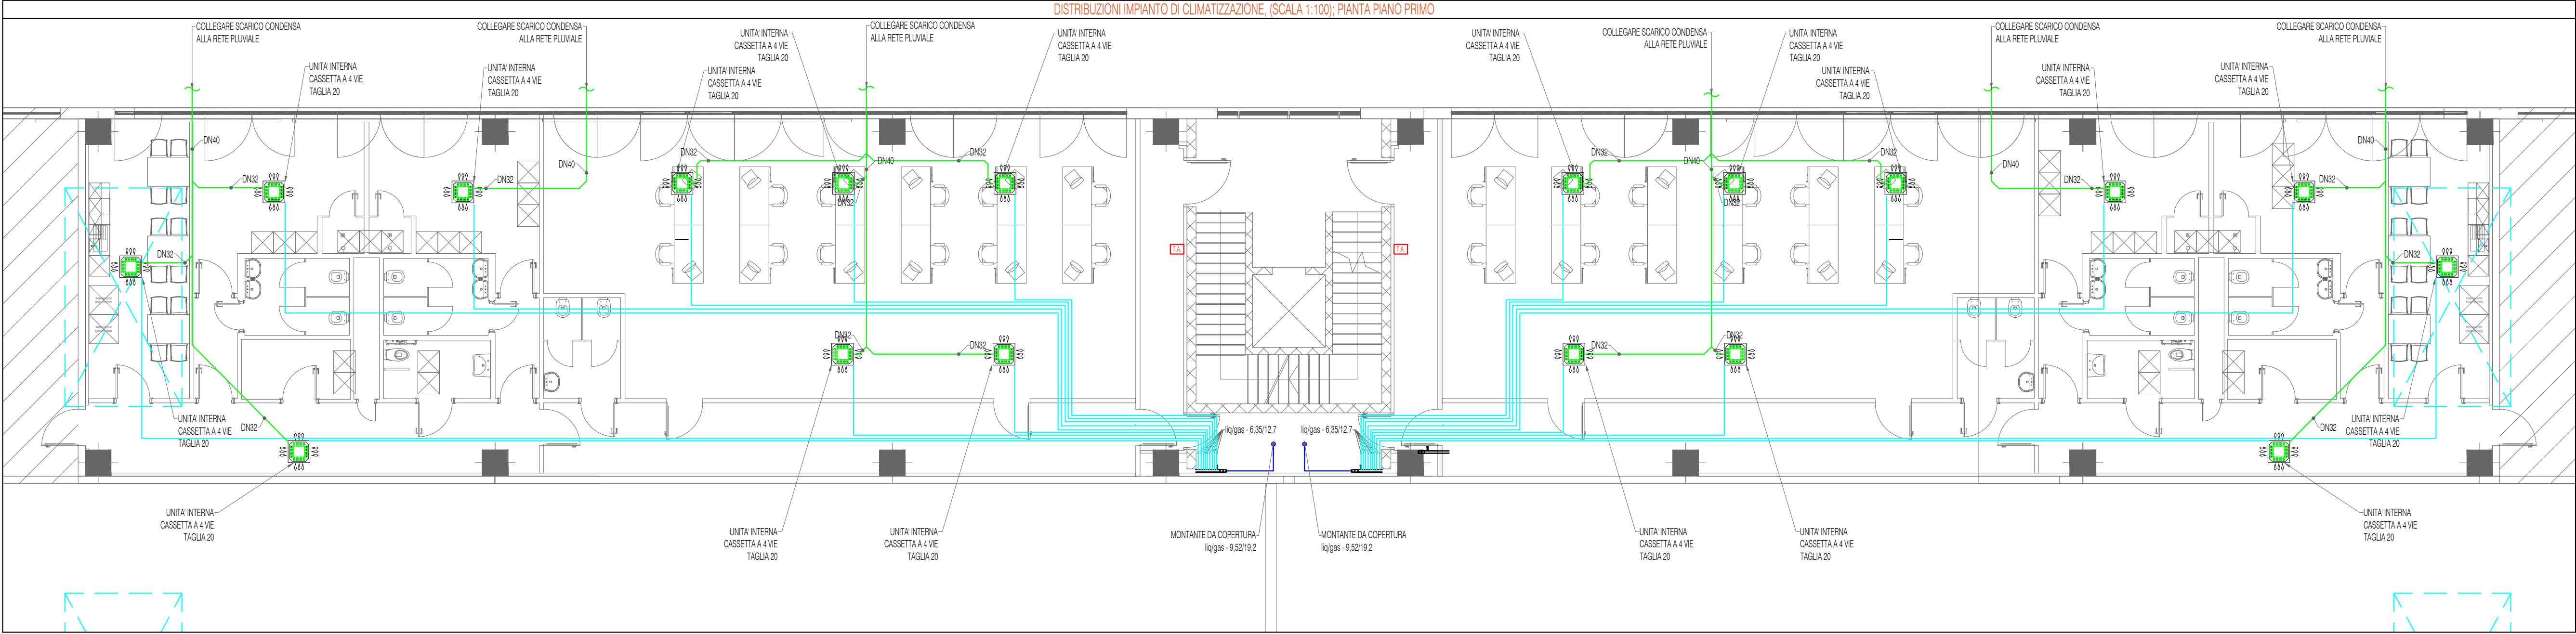 DISTRIBUZIONI IMPIANTO DI CLIMATIZZAZIONE, (SCALA 1:100); PIANTA PIANO PRIMO
COLLEGARE SCARICO CONDENSA
ALLA RETE PLUVIALE
COLLEGARE SCARICO CONDENSA
ALLA RETE PLUVIALE
COLLEGARE SCARICO CONDENSA
ALLA RETE PLUVIALE
COLLEGARE SCARICO CONDENSA
ALLA RETE PLUVIALE
COLLEGARE SCARICO CONDENSA
ALLA RETE PLUVIALE
COLLEGARE SCARICO CONDENSA
ALLA RETE PLUVIALE
UNITA' INTERNA
CASSETTA A 4 VIE
TAGLIA 20
UNITA' INTERNA
CASSETTA A 4 VIE
TAGLIA 20
UNITA' INTERNA
CASSETTA A 4 VIE
TAGLIA 20
UNITA' INTERNA
CASSETTA A 4 VIE
TAGLIA 20
UNITA' INTERNA
CASSETTA A 4 VIE
TAGLIA 20
UNITA' INTERNA
CASSETTA A 4 VIE
TAGLIA 20
UNITA' INTERNA
CASSETTA A 4 VIE
TAGLIA 20
UNITA' INTERNA
CASSETTA A 4 VIE
TAGLIA 20
UNITA' INTERNA
CASSETTA A 4 VIE
TAGLIA 20
UNITA' INTERNA
CASSETTA A 4 VIE
TAGLIA 20
DN40
DN32
DN40
DN32
DN32
DN40
DN32
DN32
DN32
DN40
DN32
DN32
DN40
DN32
DN40
DN32
DN32
TA
TA
DN32
DN32
DN32
DN32
DN32
DN32
UNITA' INTERNA
CASSETTA A 4 VIE
TAGLIA 20
DN32
liq/gas - 6,35/12,7
liq/gas - 6,35/12,7
DN32
UNITA' INTERNA
CASSETTA A 4 VIE
TAGLIA 20
UNITA' INTERNA
CASSETTA A 4 VIE
TAGLIA 20
UNITA' INTERNA
CASSETTA A 4 VIE
TAGLIA 20
UNITA' INTERNA
CASSETTA A 4 VIE
TAGLIA 20
MONTANTE DA COPERTURA
liq/gas - 9,52/19,2
MONTANTE DA COPERTURA
liq/gas - 9,52/19,2
UNITA' INTERNA
CASSETTA A 4 VIE
TAGLIA 20
UNITA' INTERNA
CASSETTA A 4 VIE
TAGLIA 20
UNITA' INTERNA
CASSETTA A 4 VIE
TAGLIA 20